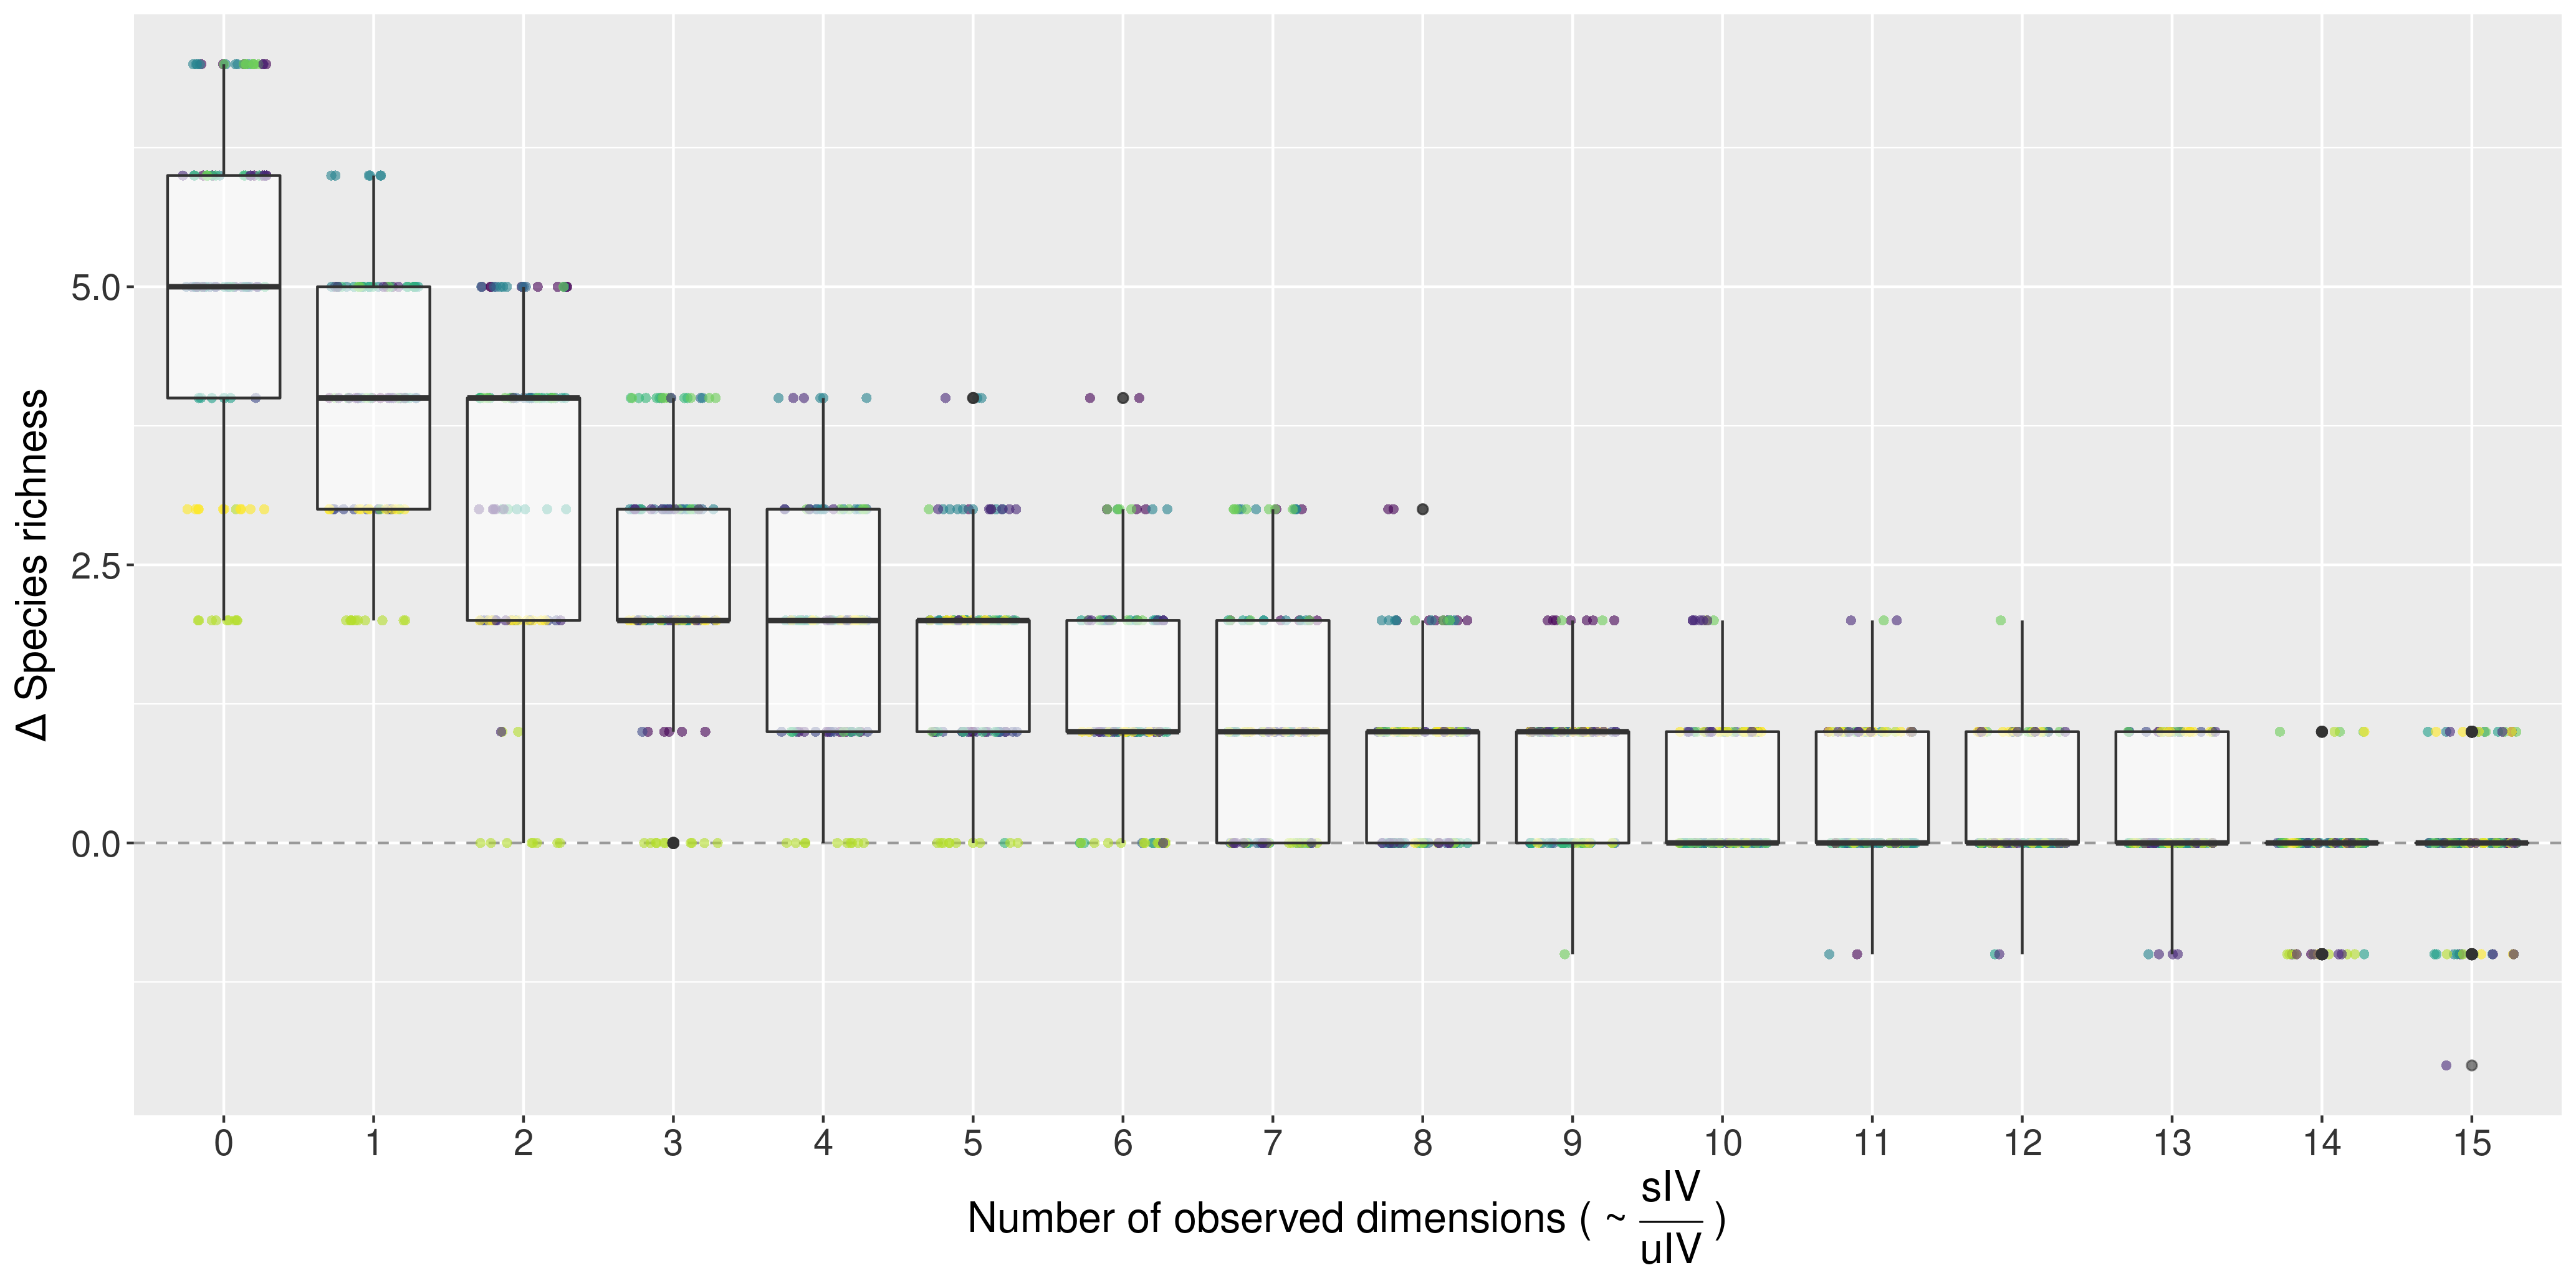 Δ Species richness
5.0
2.5
0.0
0 1 2 3 4 5 6 7 8 9 10 11 12 13 14 15
Number of observed dimensions ( ~ sIV / uIV )